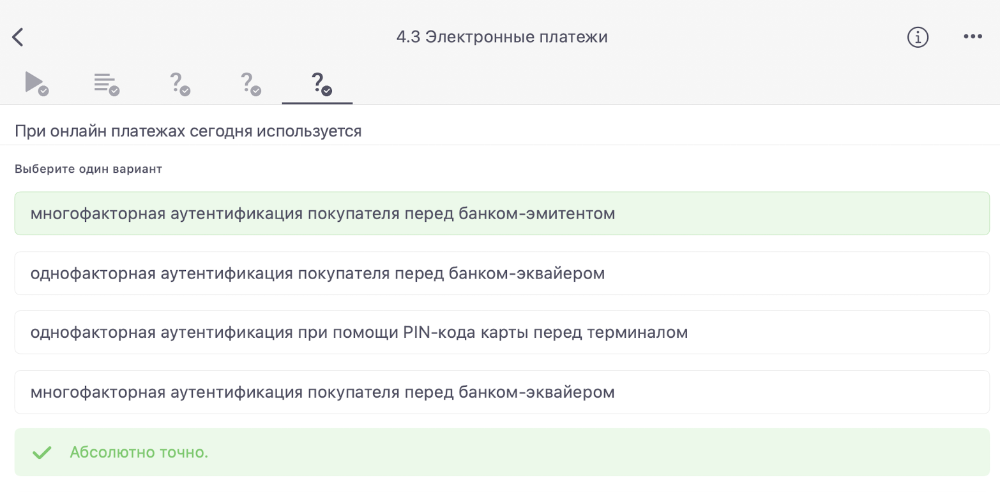 4.3 Электронные платежи
При онлайн платежах сегодня используется
Выберите один вариант
многофакторная аутентификация покупателя перед банком-эмитентом
однофакторная аутентификация покупателя перед банком-эквайером
однофакторная аутентификация при помощи PIN-кода карты перед терминалом
многофакторная аутентификация покупателя перед банком-эквайером
Абсолютно точно.